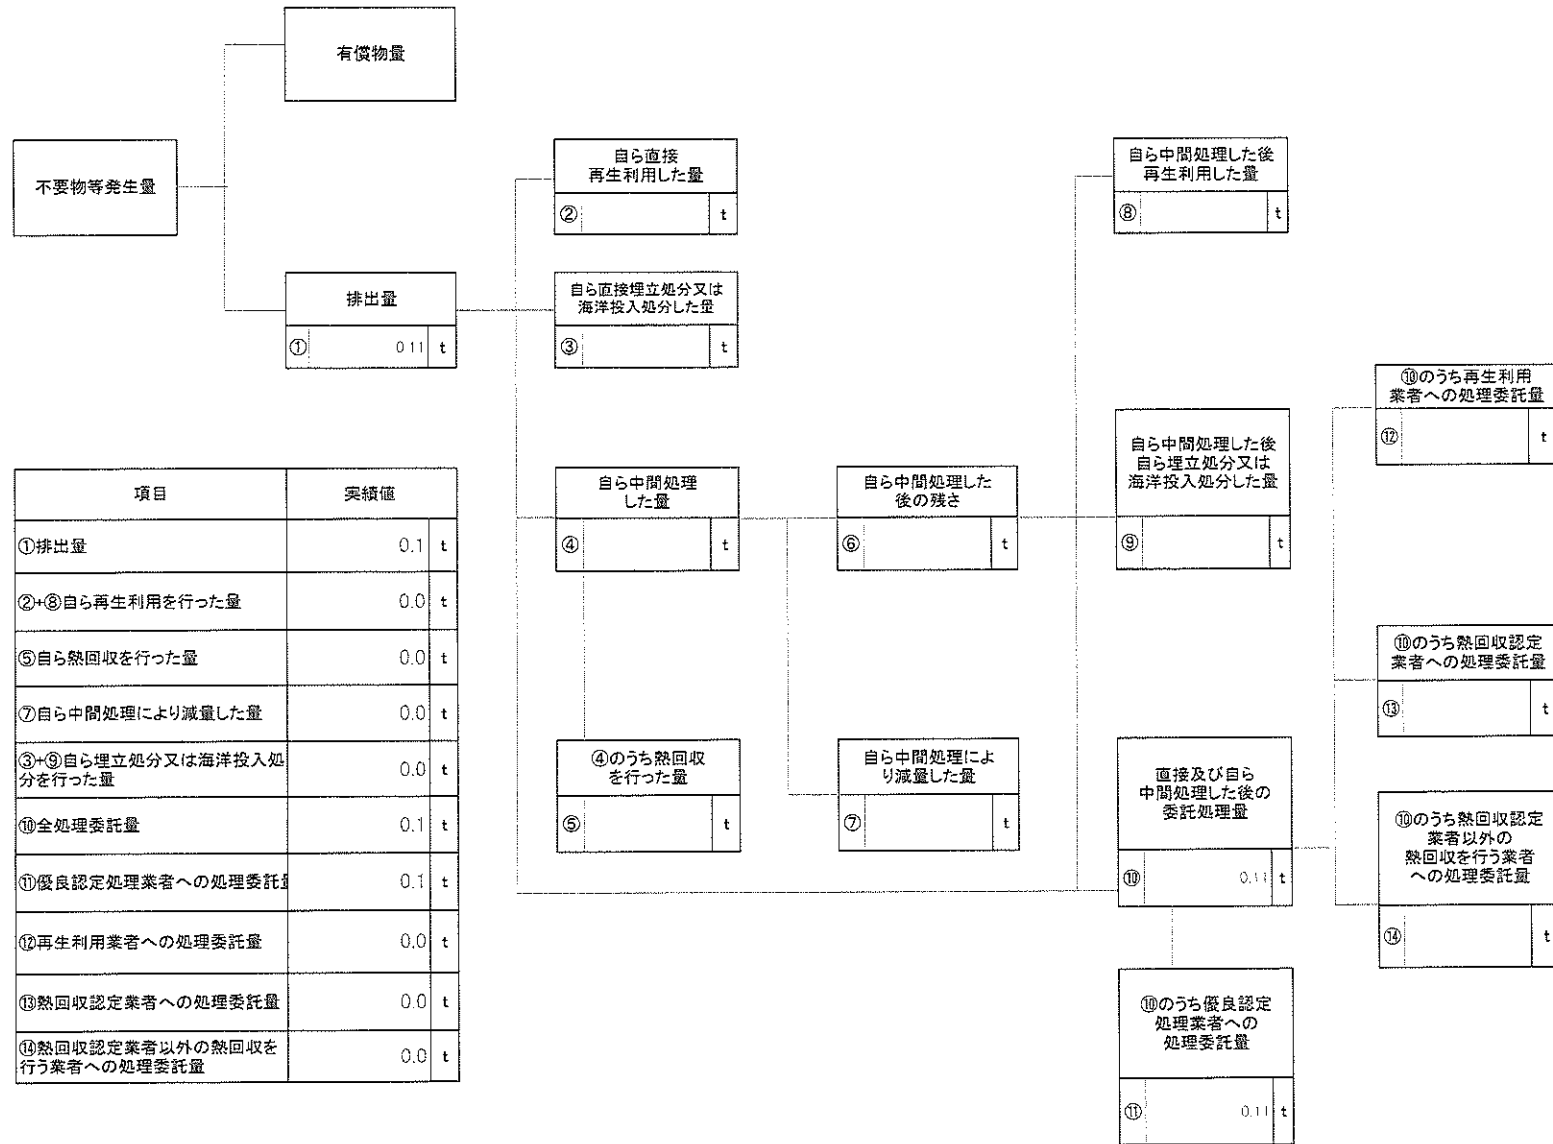 有償物量
不要物等発生量
排出量
① 0.11 t
自ら直接
再生利用した量
② t
自ら直接埋立処分又は
海洋投入処分した量
③ t
自ら中間処理
した量
④ t
④のうち熱回収
を行った量
⑤ t
自ら中間処理した
後の残さ
⑥ t
自ら中間処理によ
り減量した量
⑦ t
自ら中間処理した後
再生利用した量
⑧ t
自ら中間処理した後
自ら埋立処分又は
海洋投入処分した量
⑨ t
直接及び自ら
中間処理した後の
委託処理量
⑩ 0.11 t
⑩のうち優良認定
処理業者への
処理委託量
⑪ 0.11 t
⑩のうち再生利用
業者への処理委託量
⑫ t
⑩のうち熱回収認定
業者への処理委託量
⑬ t
⑩のうち熱回収認定
業者以外の
熱回収を行う業者
への処理委託量
⑭ t
項目 実績値
①排出量 0.1 t
②+⑧自ら再生利用を行った量 0.0 t
⑤自ら熱回収を行った量 0.0 t
⑦自ら中間処理により減量した量 0.0 t
③+⑨自ら埋立処分又は海洋投入処
分を行った量 0.0 t
⑩全処理委託量 0.1 t
⑪優良認定処理業者への処理委託量 0.1 t
⑫再生利用業者への処理委託量 0.0 t
⑬熱回収認定業者への処理委託量 0.0 t
⑭熱回収認定業者以外の熱回収を
行う業者への処理委託量 0.0 t